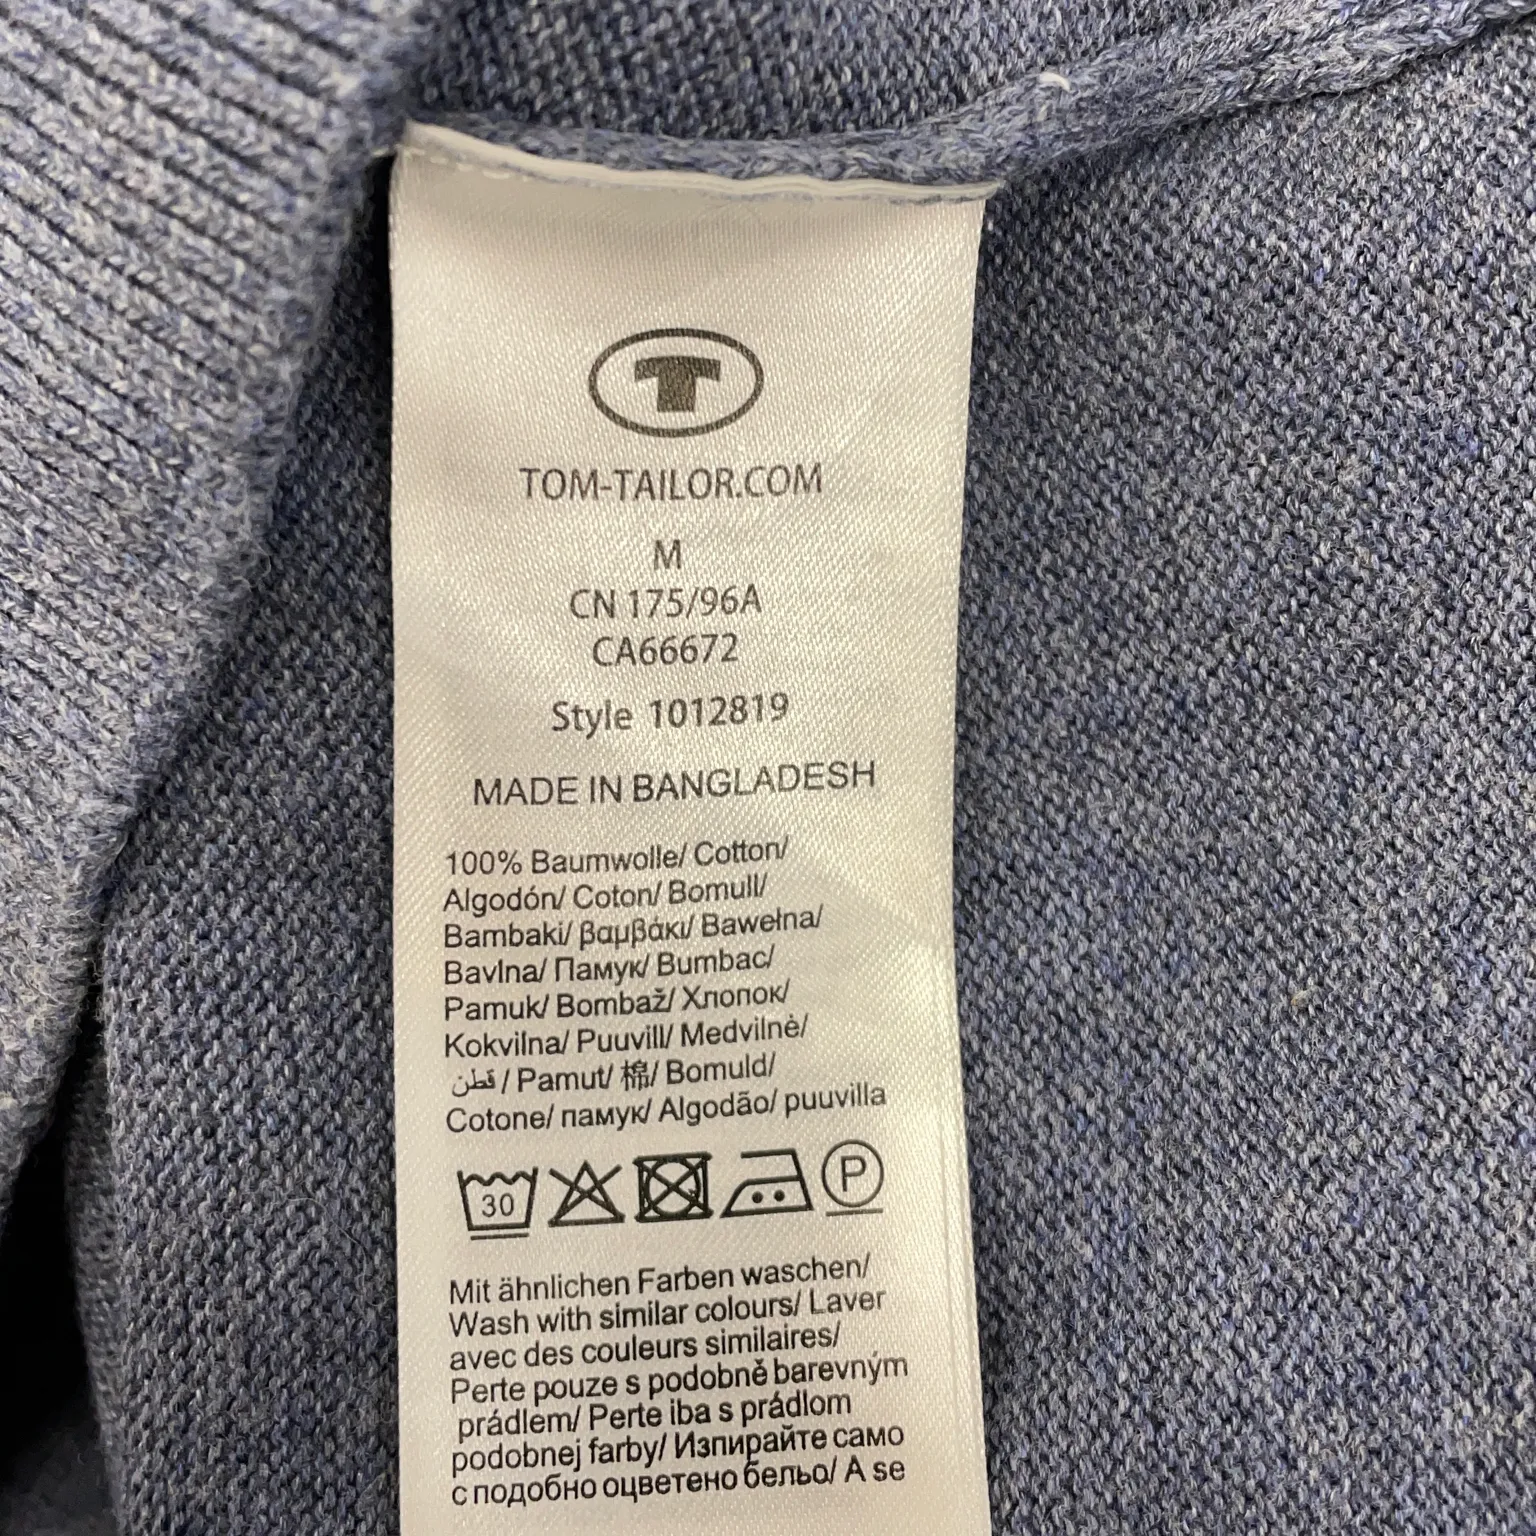 T
TOM-TAILOR.COM
M
CN 175/96A
CA66672
Style 1012819
MADE IN BANGLADESH
100% Baumwolle/ Cotton/
Algodón/ Coton/ Bomull/
Bambaki/ βαμβάκι/ Bawełna/
Bavlna/ Памук/ Bumbac/
Pamuk/ Bombaž/ Хлопок/
Kokvilna/ Puuvill/ Medvilnė/
قطن / Pamut/ 棉/ Bomuld/
Cotone/ памук/ Algodão/ puuvilla
30 P
Mit ähnlichen Farben waschen/
Wash with similar colours/ Laver
avec des couleurs similaires/
Perte pouze s podobně barevným
prádlem/ Perte iba s prádlom
podobnej farby/ Изпирайте само
с подобно оцветено бельо/ A se